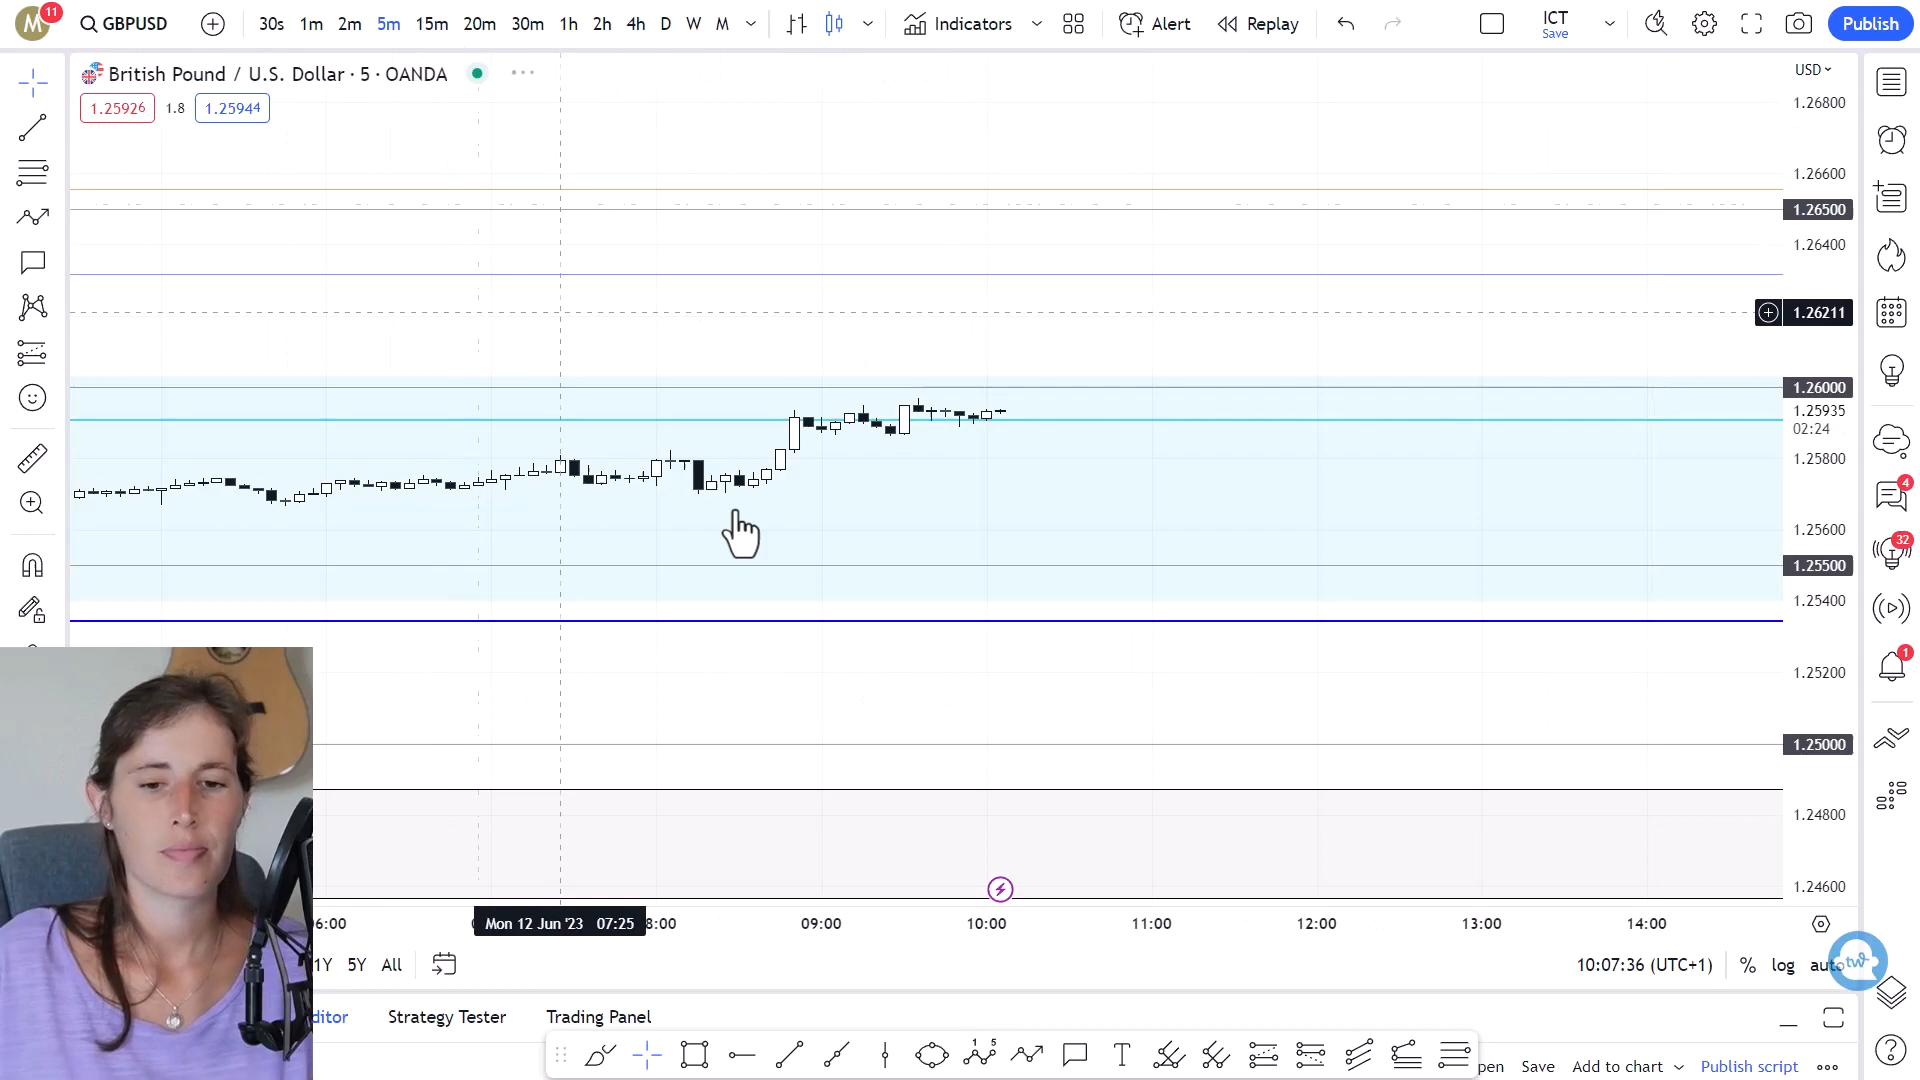 M 11 GBPUSD 30s 1m 2m 5m 15m 20m 30m 1h 2h 4h D W M Indicators Alert Replay ICT Save Publish
British Pound / U.S. Dollar · 5 · OANDA
USD
1.25926 1.8 1.25944
1.26800
1.26600
1.26500
1.26400
1.26211
1.26000
1.25935
02:24
1.25800
1.25600
1.25500
1.25400
1.25200
1.25000
1.24800
1.24600
4
32
1
06:00 Mon 12 Jun '23 07:25 8:00 09:00 10:00 11:00 12:00 13:00 14:00
1Y 5Y All 10:07:36 (UTC+1) % log auto
tw
ditor Strategy Tester Trading Panel
1 5
T
pen Save Add to chart Publish script